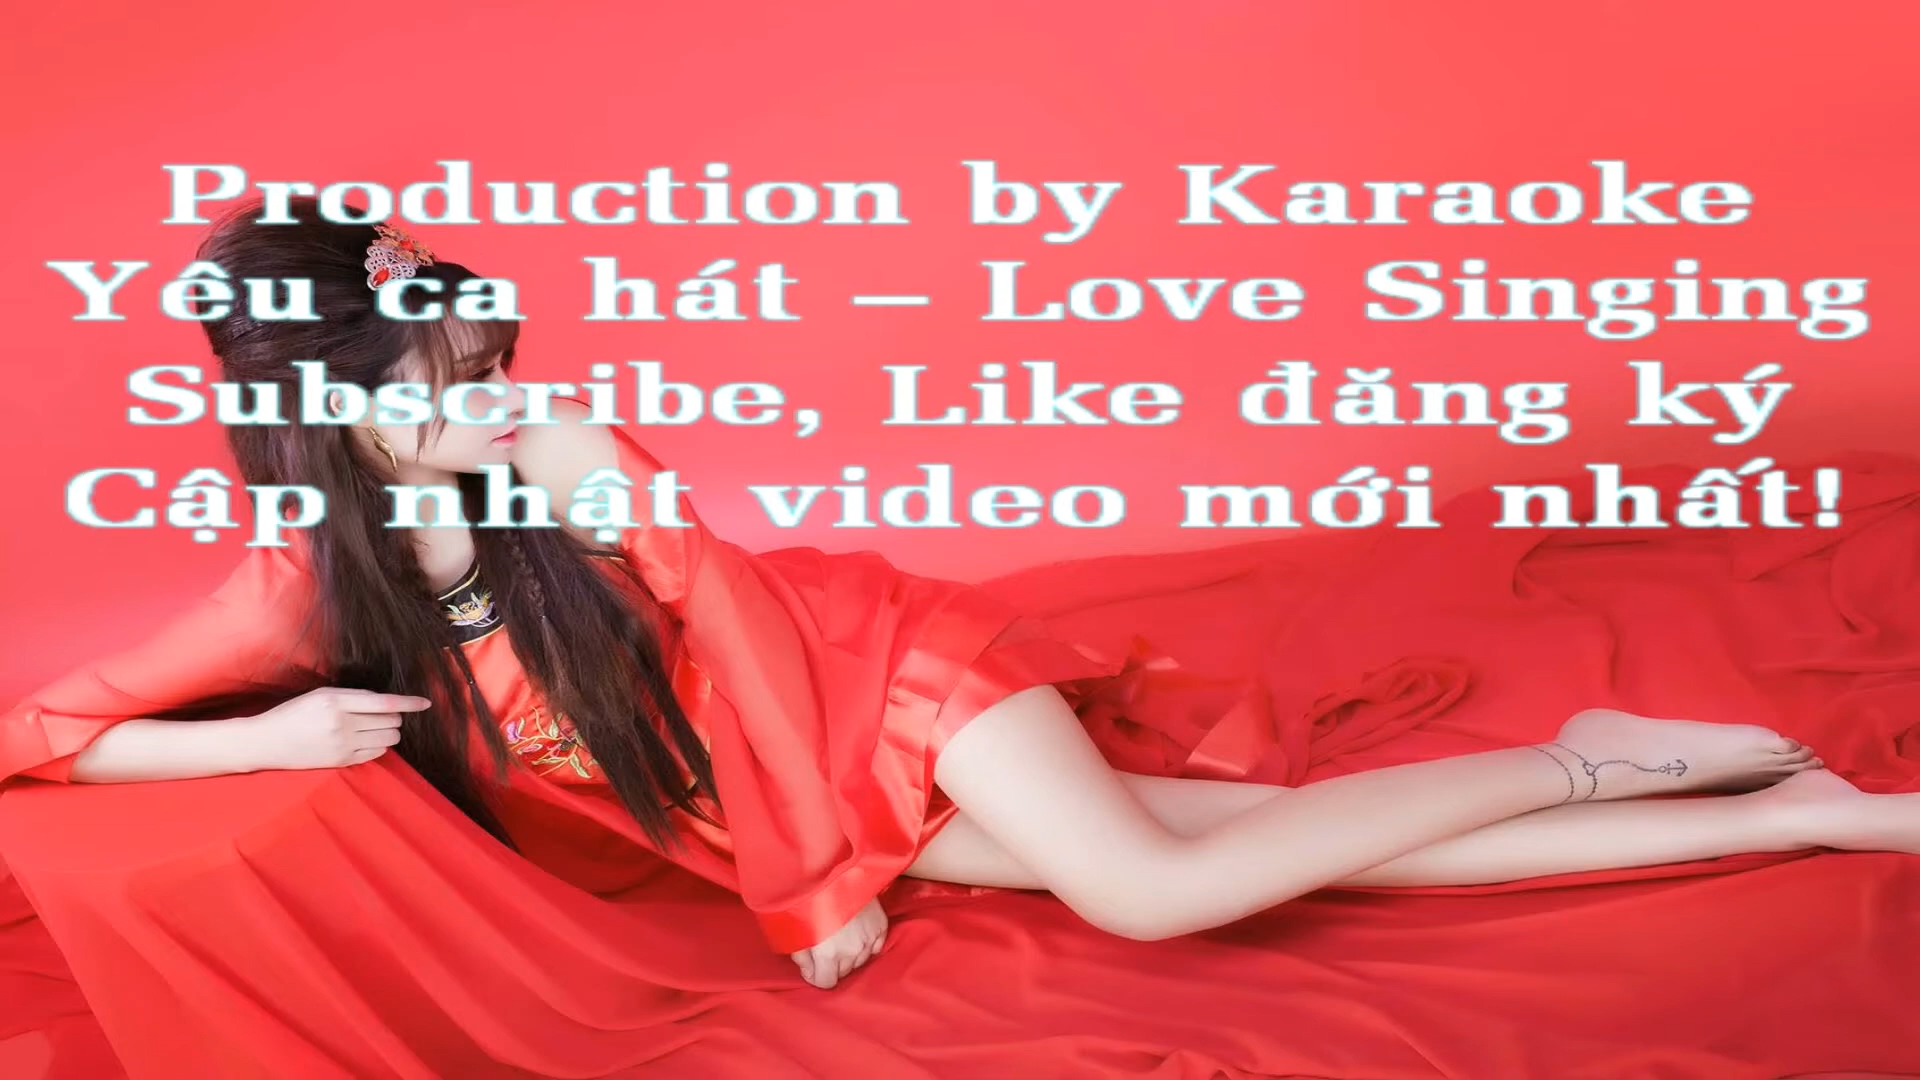 Production by Karaoke
Yêu ca hát – Love Singing
Subscribe, Like đăng ký
Cập nhật video mới nhất!